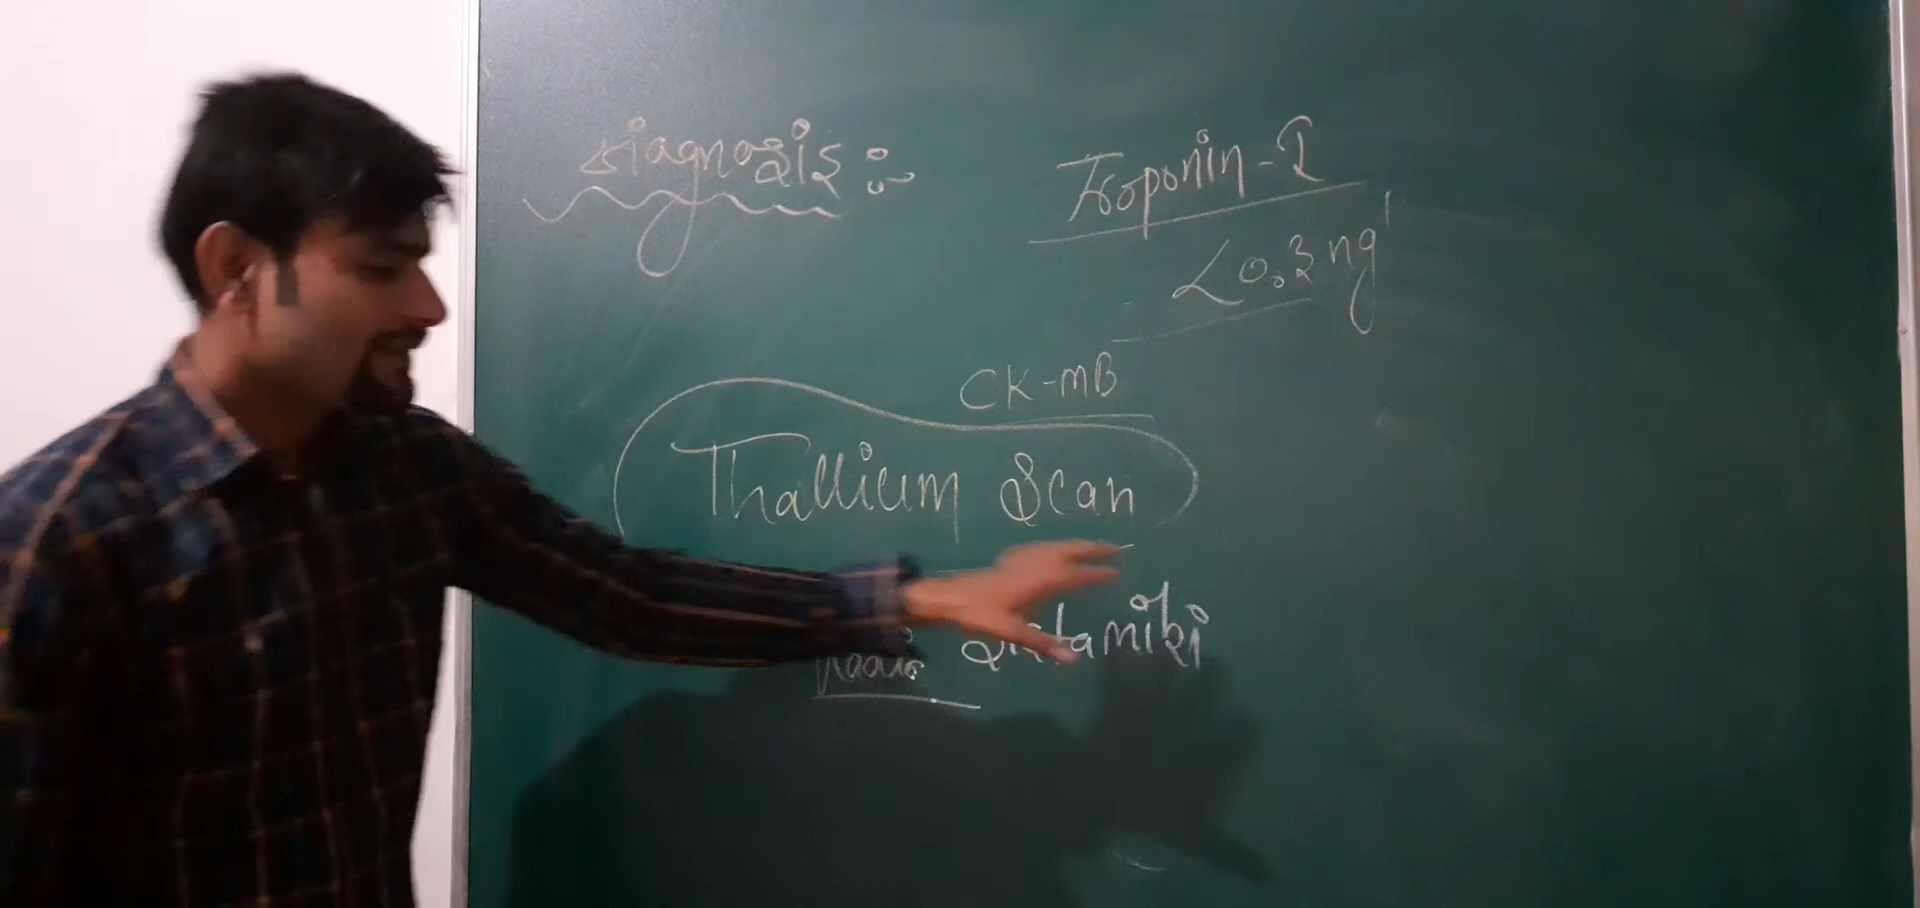 Diagnosis :-
Troponin-I
<0.3 ng
CK-MB
Thallium Scan